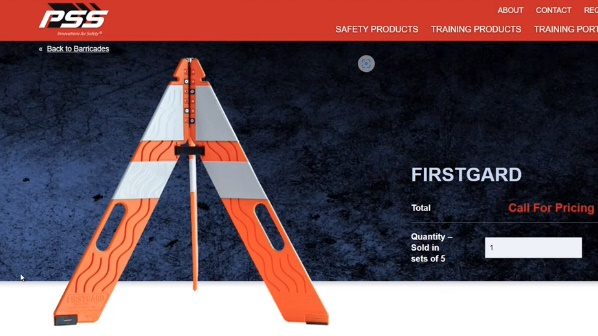 PSS
Innovations for Safety®
ABOUT CONTACT
SAFETY PRODUCTS TRAINING PRODUCTS TRAINING
« Back to Barricades
FIRSTGARD
Total Call For Pricing
Quantity –
Sold in
sets of 5
1